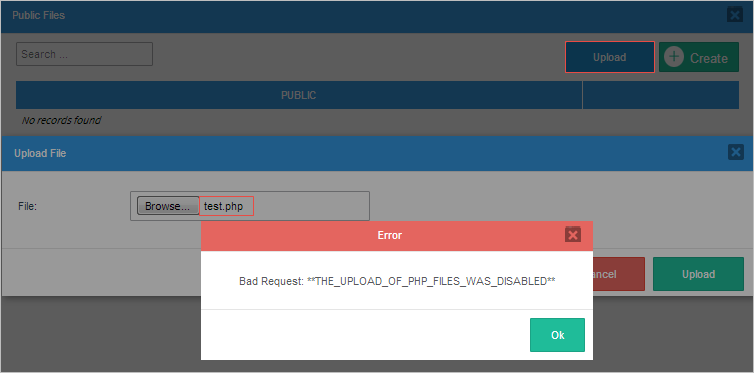 Public Files
Search ...
Upload
Create
PUBLIC
No records found
Upload File
File:
Browse... test.php
Error
Bad Request: **THE_UPLOAD_OF_PHP_FILES_WAS_DISABLED**
ancel
Upload
Ok